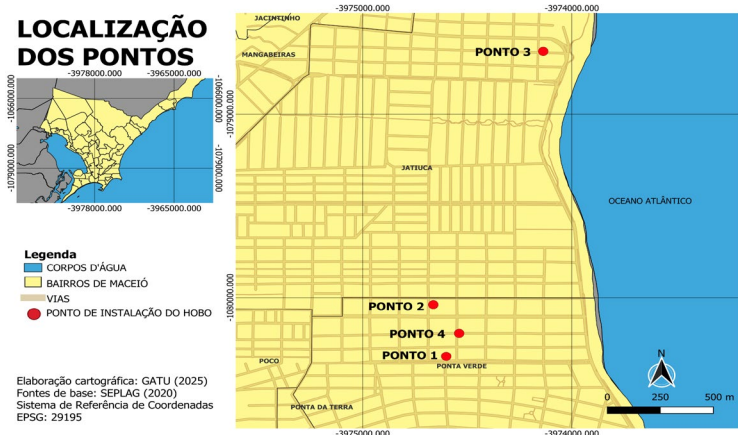 LOCALIZAÇÃO
DOS PONTOS
-3978000.000 -3965000.000
-1066000.000 -1066000.000
-1079000.000 -1079000.000
-3978000.000 -3965000.000
Legenda
CORPOS D'ÁGUA
BAIRROS DE MACEIÓ
VIAS
PONTO DE INSTALAÇÃO DO HOBO
Elaboração cartográfica: GATU (2025)
Fontes de base: SEPLAG (2020)
Sistema de Referência de Coordenadas
EPSG: 29195
-3975000.000 -3974000.000
JACINTINHO
MANGABEIRAS
PONTO 3
-1079000.000
JATIUCA
OCEANO ATLÂNTICO
-1080000.000
PONTO 2
PONTO 4
PONTO 1
POCO
PONTA VERDE
PONTA DA TERRA
N
0 250 500 m
-3975000.000 -3974000.000